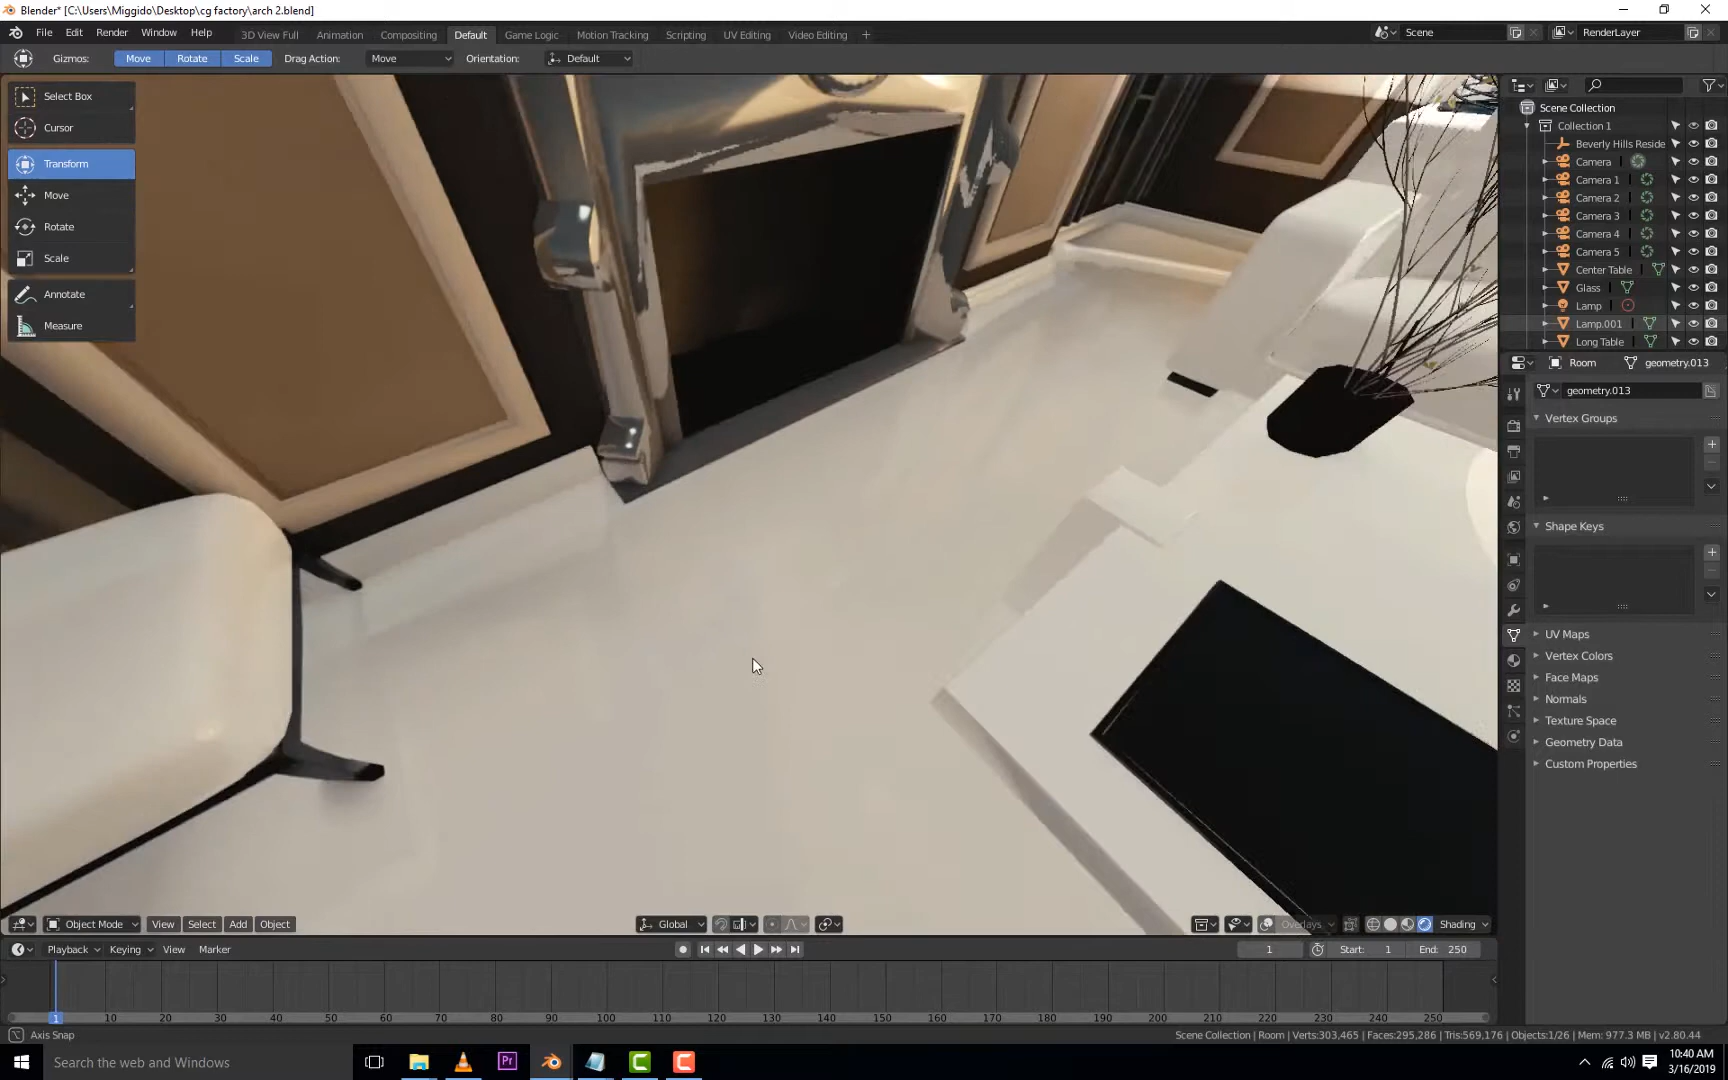 Blender* [C:\Users\Miggido\Desktop\cg factory\arch 2.blend]
File Edit Render Window Help
3D View Full Animation Compositing Default Game Logic Motion Tracking Scripting UV Editing Video Editing +
Scene
RenderLayer
Gizmos: Move Rotate Scale Drag Action: Move Orientation: Default
Select Box
Cursor
Transform
Move
Rotate
Scale
Annotate
Measure
Scene Collection
Collection 1
Beverly Hills Reside
Camera
Camera 1
Camera 2
Camera 3
Camera 4
Camera 5
Center Table
Glass
Lamp
Lamp.001
Long Table
Room geometry.013
geometry.013
Vertex Groups
Shape Keys
UV Maps
Vertex Colors
Face Maps
Normals
Texture Space
Geometry Data
Custom Properties
Object Mode View Select Add Object
Global
Overlays
Shading
Playback Keying View Marker
1 Start: 1 End: 250
1 10 20 30 40 50 60 70 80 90 100 110 120 130 140 150 160 170 180 190 200 210 220 230 240 250
Axis Snap
Scene Collection | Room | Verts:303,465 | Faces:295,286 | Tris:569,176 | Objects:1/26 | Mem: 977.3 MB | v2.80.44
Search the web and Windows
Pr
10:40 AM
3/16/2019